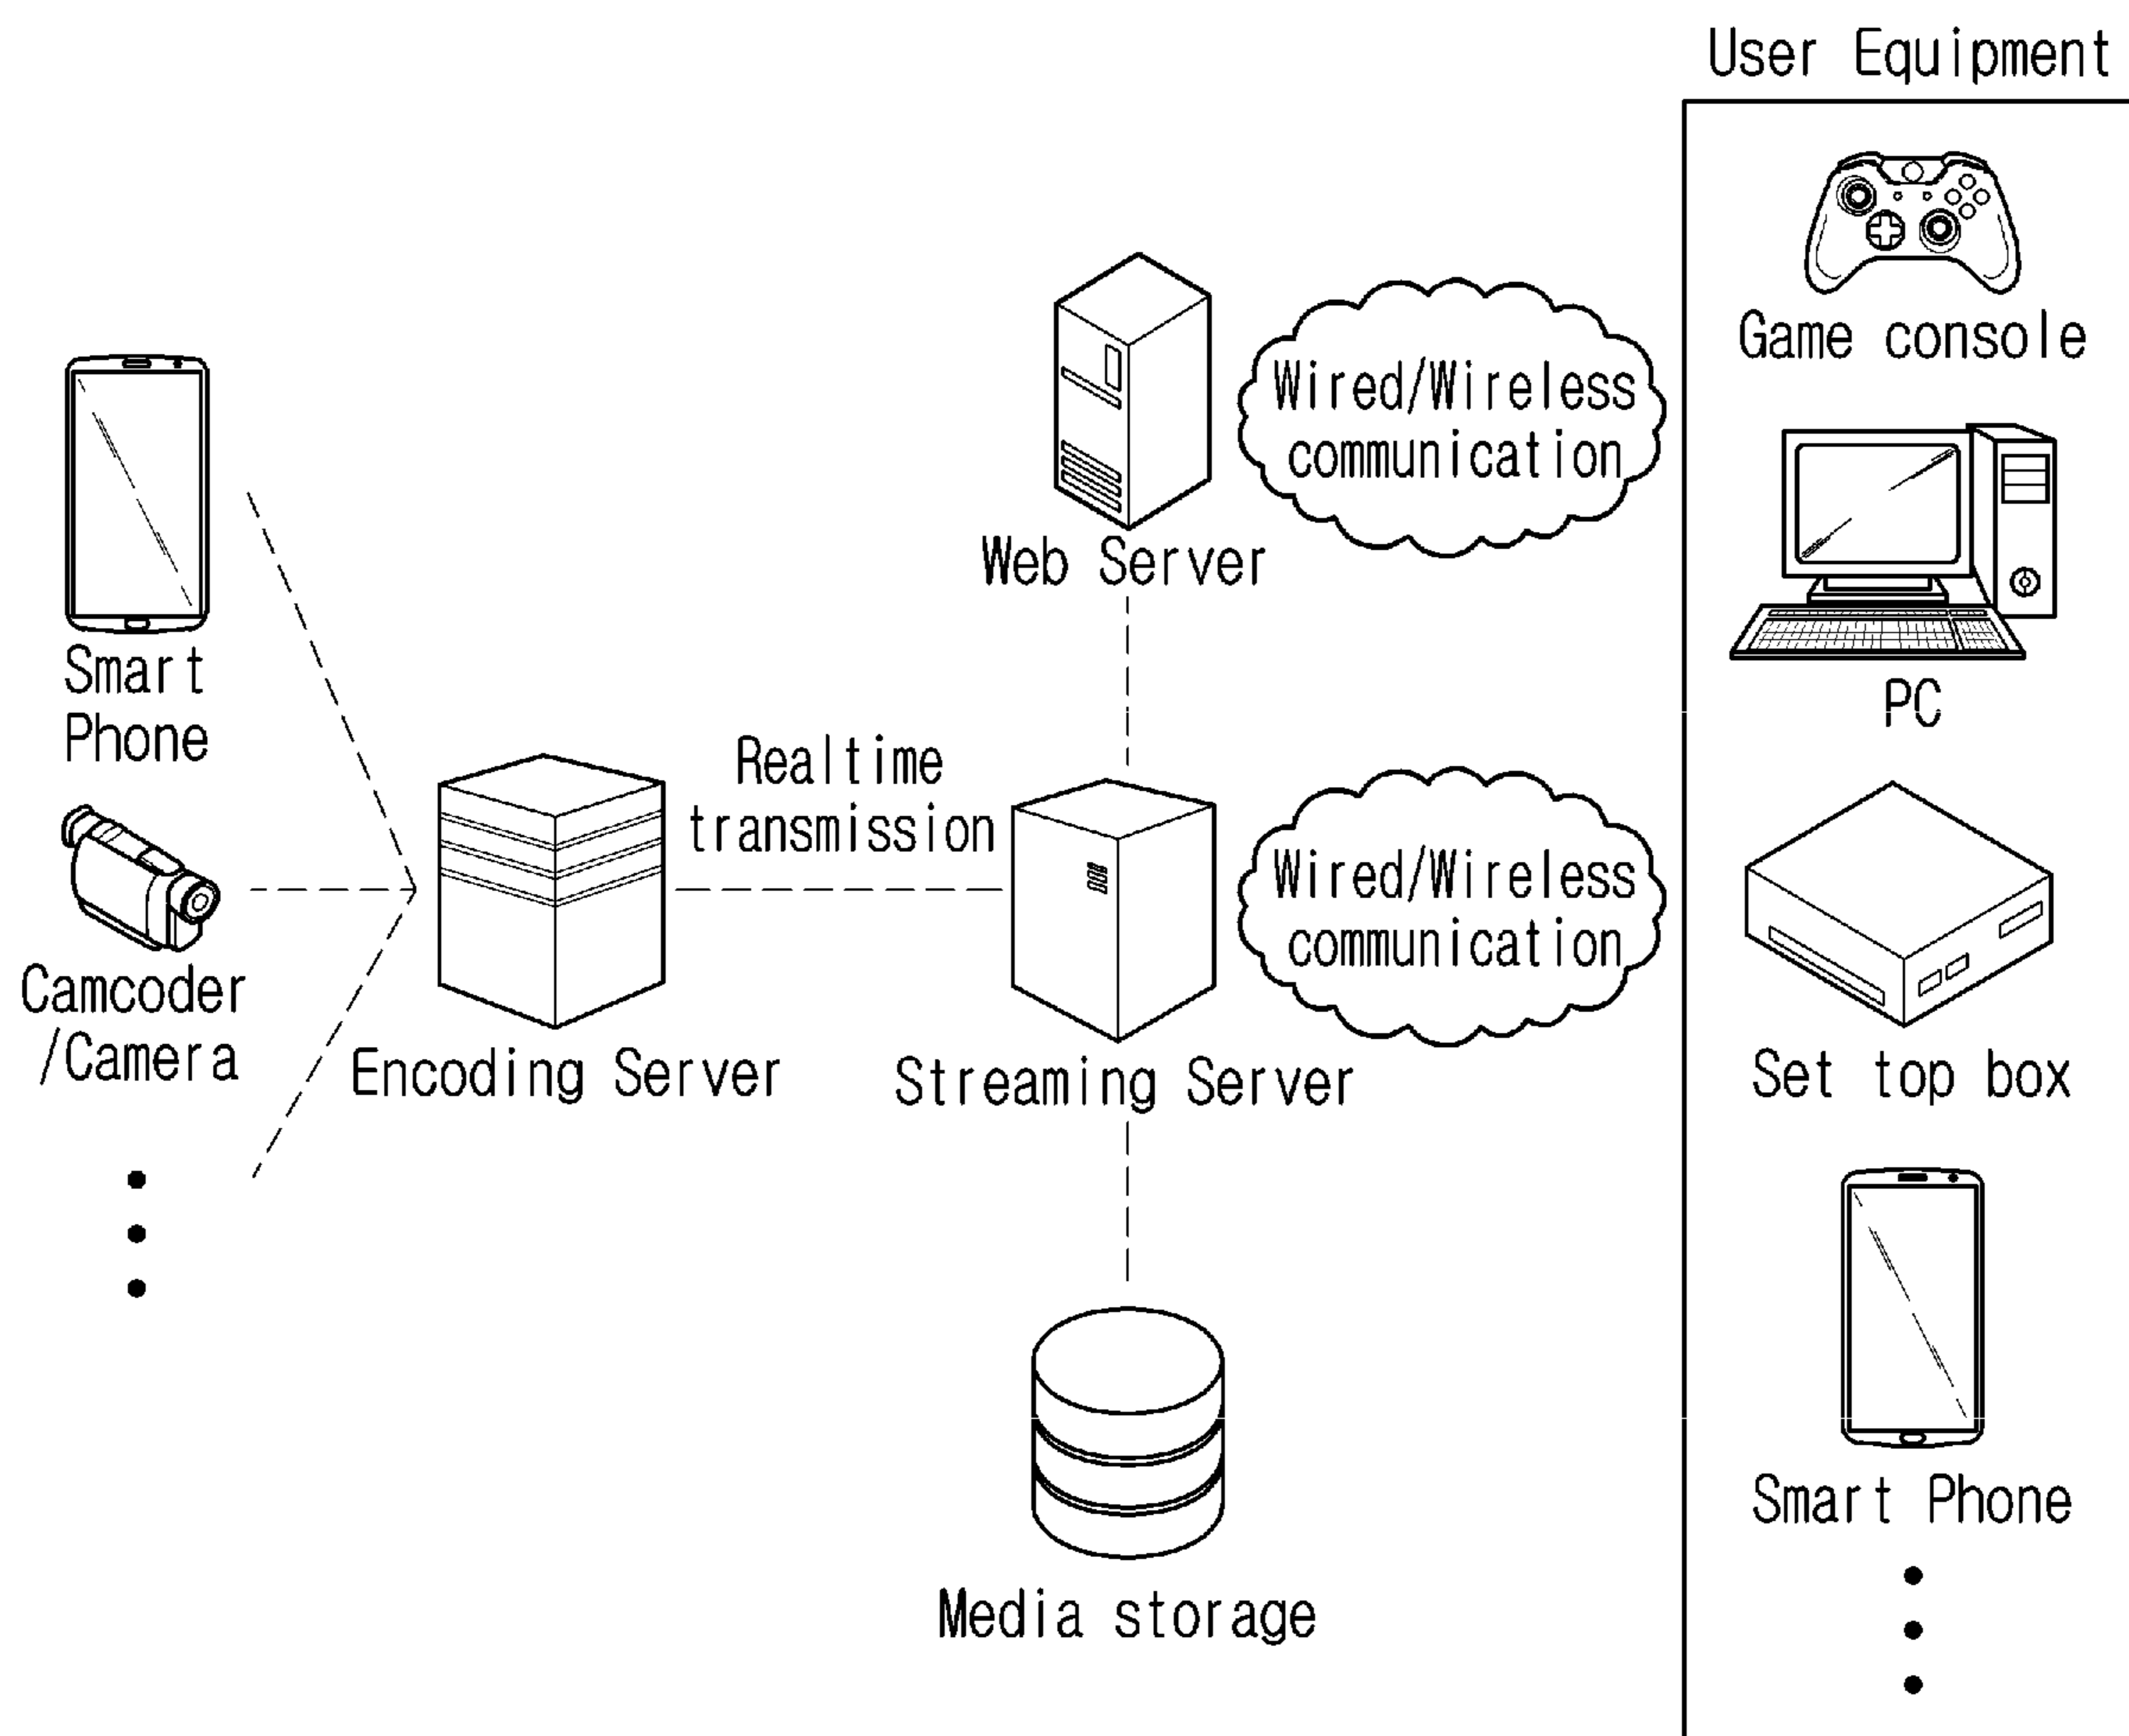 User Equipment
Game console
Wired/Wireless
communication
Web Server
Smart
Phone
PC
Realtime
transmission
Wired/Wireless
communication
Camcoder
/Camera
Encoding Server
Streaming Server
Set top box
Smart Phone
Media storage